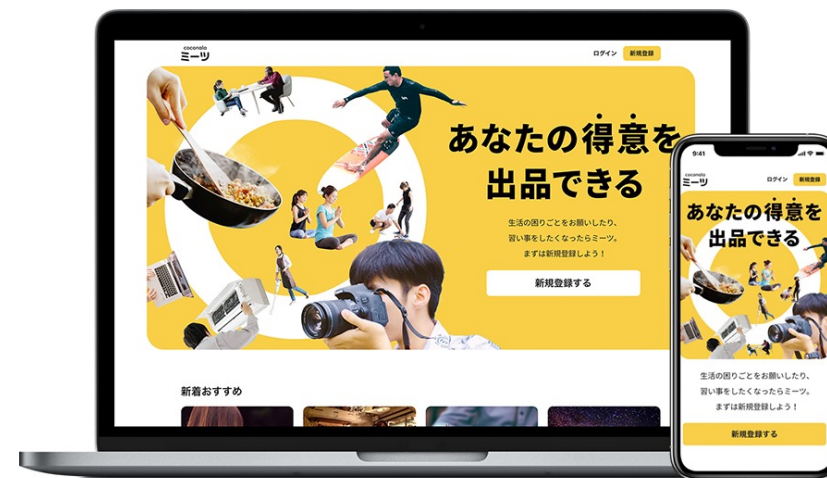 coconala
ミーツ
ログイン
新規登録
あなたの得意を
出品できる
生活の困りごとをお願いしたり、
習い事をしたくなったらミーツ。
まずは新規登録しよう！
新規登録する
新着おすすめ
9:41
coconala
ミーツ
ログイン
新規登録
あなたの得意を
出品できる
生活の困りごとをお願いしたり、
習い事をしたくなったらミーツ。
まずは新規登録しよう！
新規登録する